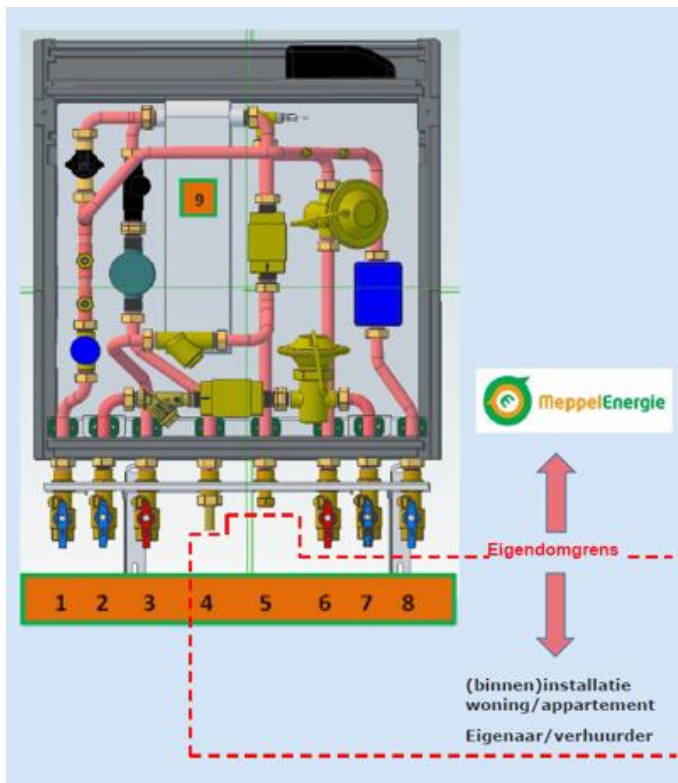 9
MeppelEnergie
Eigendomgrens
1 2 3 4 5 6 7 8
(binnen)installatie
woning/appartement
Eigenaar/verhuurder